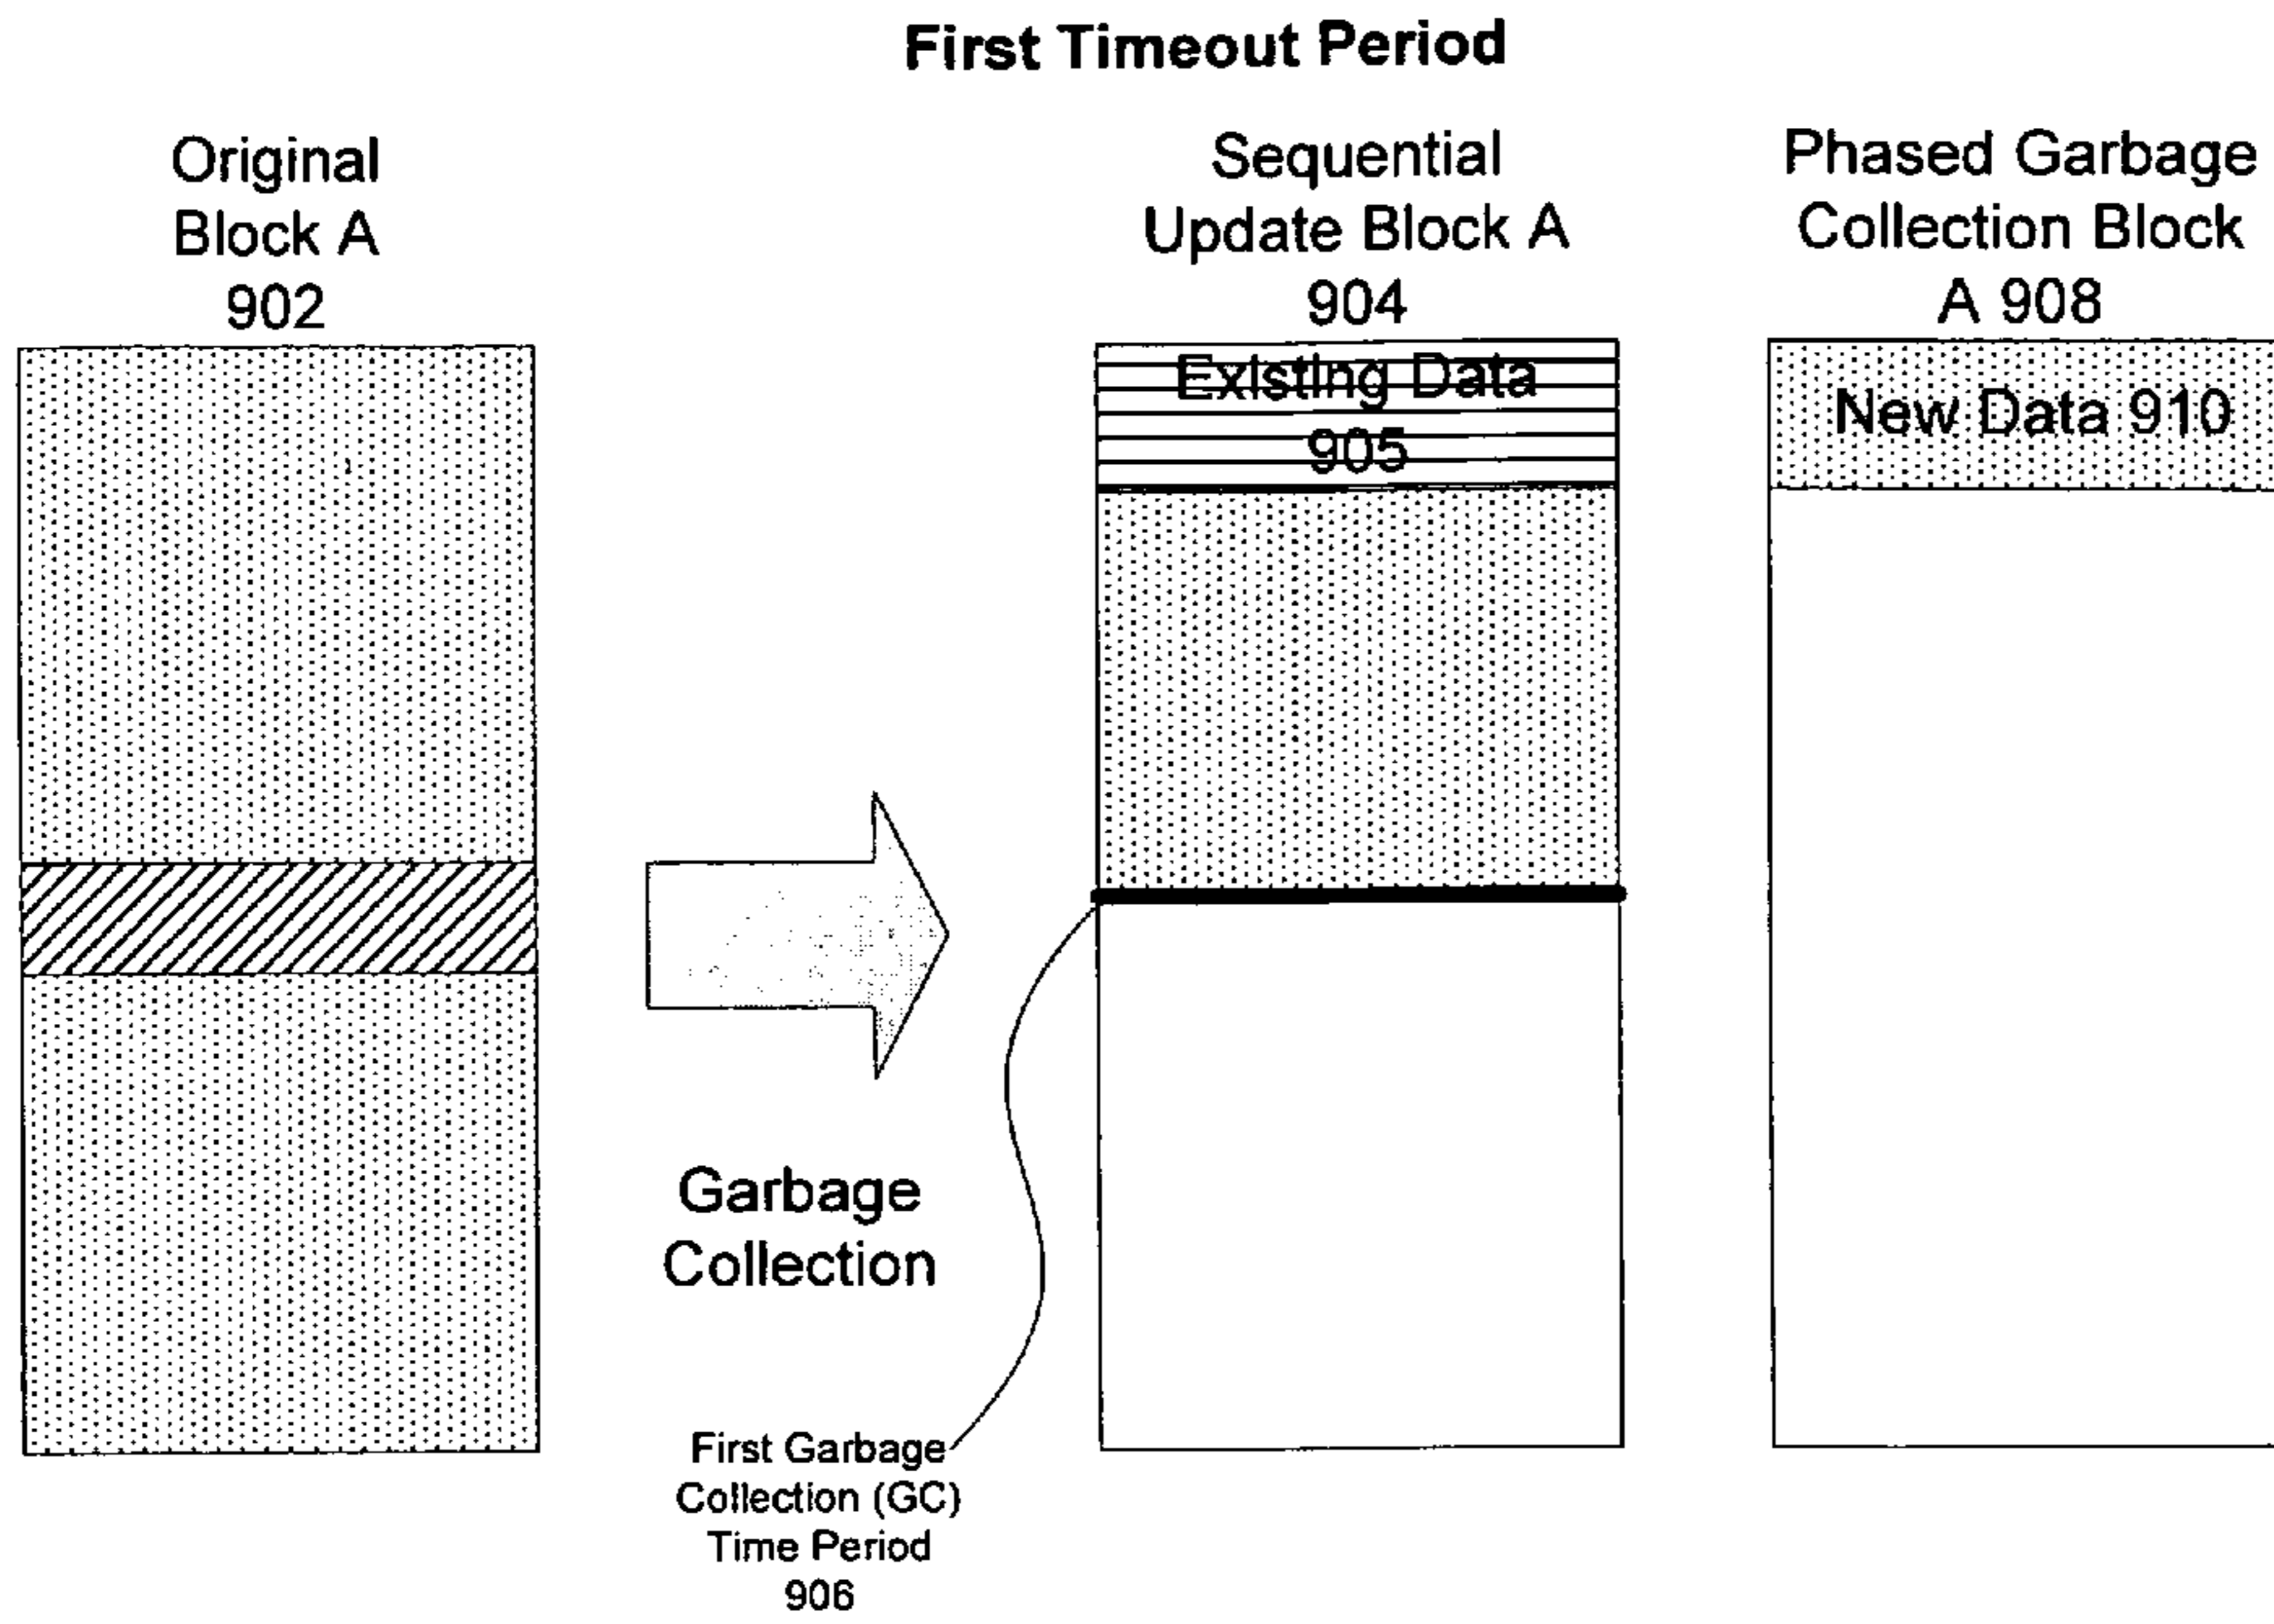 First Timeout Period
Original
Block A
902
Sequential
Update Block A
904
Phased Garbage
Collection Block
A 908
Existing Data
905
New Data 910
Garbage
Collection
First Garbage
Collection (GC)
Time Period
906